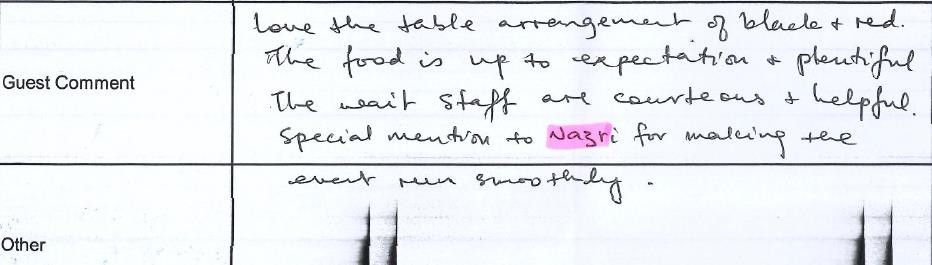 love the table arrangement of black + red.
The food is up to expectation & plentiful
Guest Comment
The wait staff are courteous & helpful.
Special mention to Nazri for making the
event run smoothly.
Other